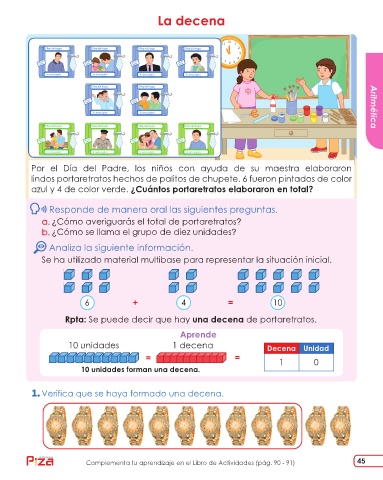 La decena
Aritmética
Por el Día del Padre, los niños con ayuda de su maestra elaboraron
lindos portaretratos hechos de palitos de chupete. 6 fueron pintados de color
azul y 4 de color verde. ¿Cuántos portaretratos elaboraron en total?
Responde de manera oral las siguientes preguntas.
a. ¿Cómo averiguarás el total de portaretratos?
b. ¿Cómo se llama el grupo de diez unidades?
Analiza la siguiente información.
Se ha utilizado material multibase para representar la situación inicial.
6 + 4 = 10
Rpta: Se puede decir que hay una decena de portaretratos.
Aprende
10 unidades 1 decena
Decena Unidad
= =
1 0
10 unidades forman una decena.
1. Verifica que se haya formado una decena.
Complementa tu aprendizaje en el Libro de Actividades (pág. 90 - 91)
45